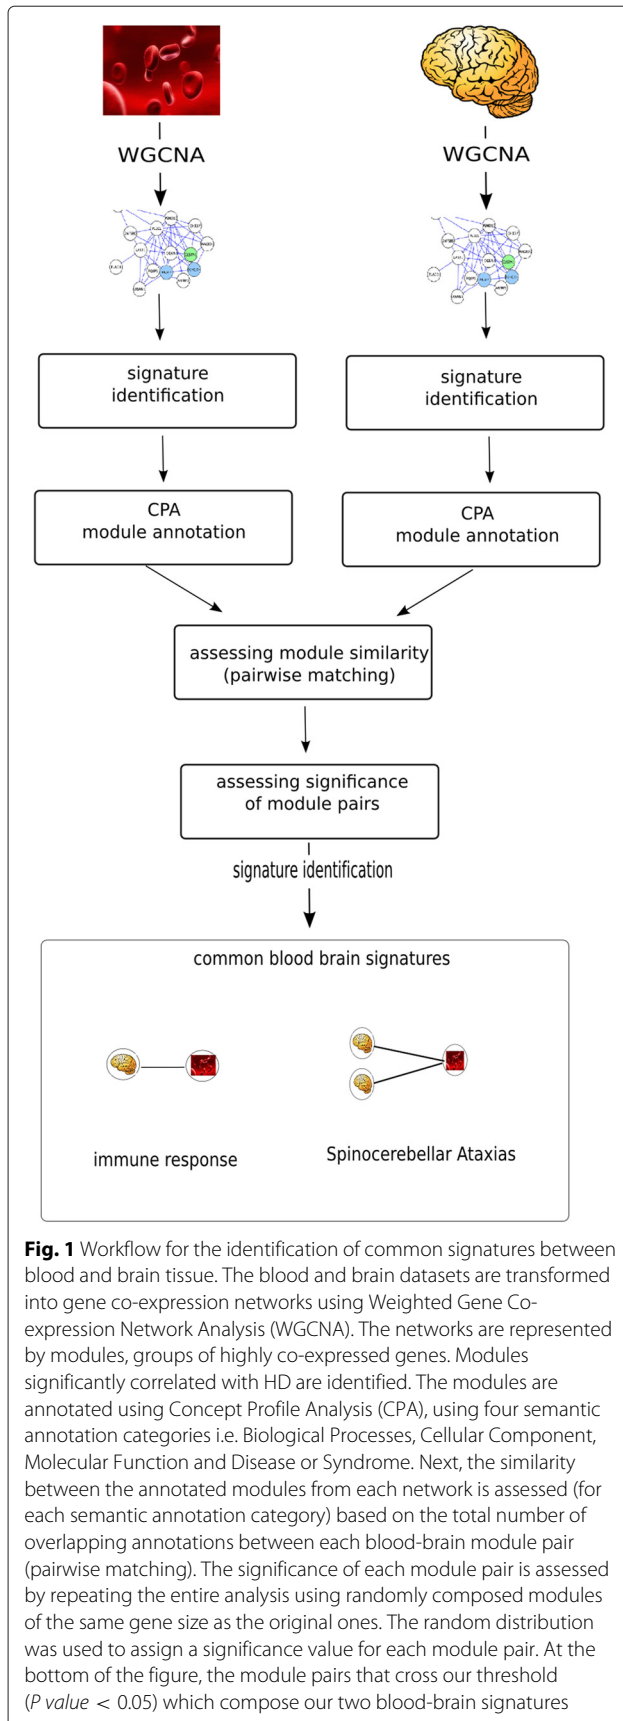 WGCNA
WGCNA
signature
identification
signature
identification
CPA
module annotation
CPA
module annotation
assessing module similarity
(pairwise matching)
assessing significance
of module pairs
signature identification
common blood brain signatures
immune response
Spinocerebellar Ataxias
Fig. 1 Workflow for the identification of common signatures between
blood and brain tissue. The blood and brain datasets are transformed
into gene co-expression networks using Weighted Gene Co-
expression Network Analysis (WGCNA). The networks are represented
by modules, groups of highly co-expressed genes. Modules
significantly correlated with HD are identified. The modules are
annotated using Concept Profile Analysis (CPA), using four semantic
annotation categories i.e. Biological Processes, Cellular Component,
Molecular Function and Disease or Syndrome. Next, the similarity
between the annotated modules from each network is assessed (for
each semantic annotation category) based on the total number of
overlapping annotations between each blood-brain module pair
(pairwise matching). The significance of each module pair is assessed
by repeating the entire analysis using randomly composed modules
of the same gene size as the original ones. The random distribution
was used to assign a significance value for each module pair. At the
bottom of the figure, the module pairs that cross our threshold
(P value < 0.05) which compose our two blood-brain signatures